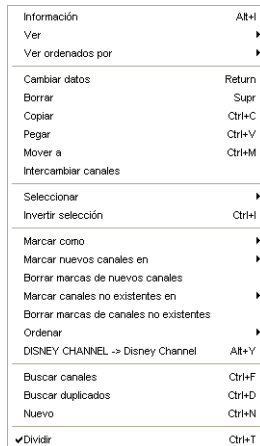 Información Alt+I
Ver
Ver ordenados por
Cambiar datos Return
Borrar Supr
Copiar Ctrl+C
Pegar Ctrl+V
Mover a Ctrl+M
Intercambiar canales
Seleccionar
Invertir selección Ctrl+I
Marcar como
Marcar nuevos canales en
Borrar marcas de nuevos canales
Marcar canales no existentes en
Borrar marcas de canales no existentes
Ordenar
DISNEY CHANNEL -> Disney Channel Alt+Y
Buscar canales Ctrl+F
Buscar duplicados Ctrl+D
Nuevo Ctrl+N
Dividir Ctrl+T